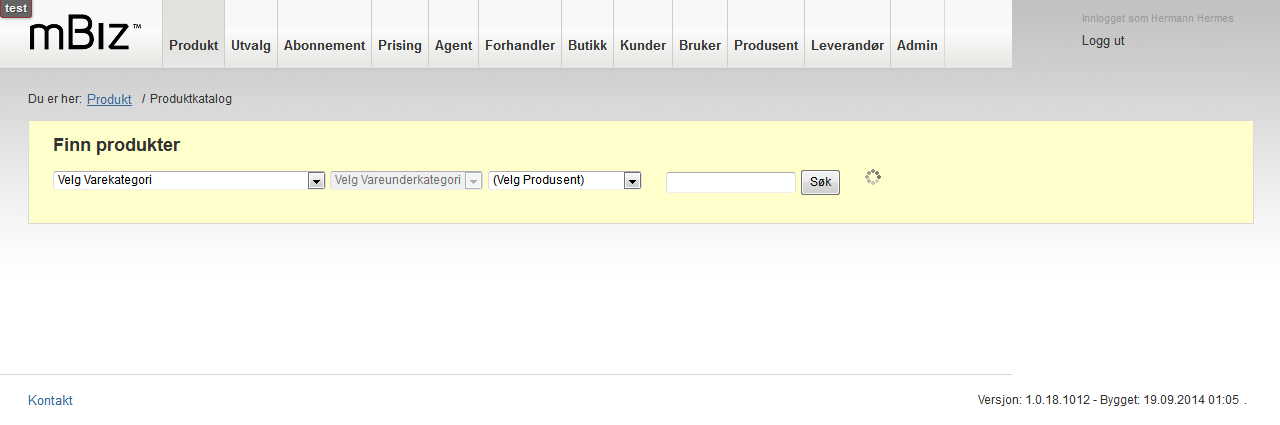 test
mBIZ™
Produkt Utvalg Abonnement Prising Agent Forhandler Butikk Kunder Bruker Produsent Leverandør Admin
Innlogget som Hermann Hermes
Logg ut
Du er her: Produkt / Produktkatalog
Finn produkter
Velg Varekategori Velg Vareunderkategori (Velg Produsent) Søk
Kontakt Versjon: 1.0.18.1012 - Bygget: 19.09.2014 01:05 .